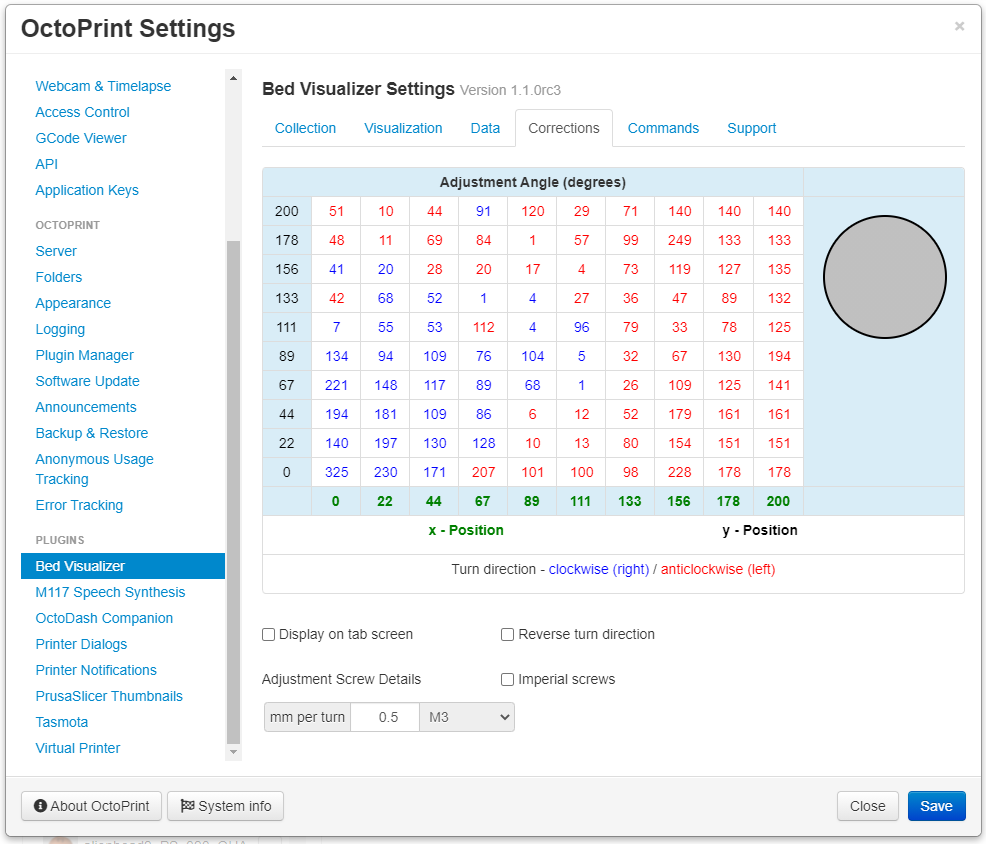 OctoPrint Settings
×
Webcam & Timelapse
Access Control
GCode Viewer
API
Application Keys
OCTOPRINT
Server
Folders
Appearance
Logging
Plugin Manager
Software Update
Announcements
Backup & Restore
Anonymous Usage
Tracking
Error Tracking
PLUGINS
Bed Visualizer
M117 Speech Synthesis
OctoDash Companion
Printer Dialogs
Printer Notifications
PrusaSlicer Thumbnails
Tasmota
Virtual Printer
Bed Visualizer Settings Version 1.1.0rc3
Collection Visualization Data Corrections Commands Support
Adjustment Angle (degrees)
200 51 10 44 91 120 29 71 140 140 140
178 48 11 69 84 1 57 99 249 133 133
156 41 20 28 20 17 4 73 119 127 135
133 42 68 52 1 4 27 36 47 89 132
111 7 55 53 112 4 96 79 33 78 125
89 134 94 109 76 104 5 32 67 130 194
67 221 148 117 89 68 1 26 109 125 141
44 194 181 109 86 6 12 52 179 161 161
22 140 197 130 128 10 13 80 154 151 151
0 325 230 171 207 101 100 98 228 178 178
0 22 44 67 89 111 133 156 178 200
x - Position y - Position
Turn direction - clockwise (right) / anticlockwise (left)
Display on tab screen Reverse turn direction
Adjustment Screw Details Imperial screws
mm per turn 0.5 M3
About OctoPrint System info Close Save